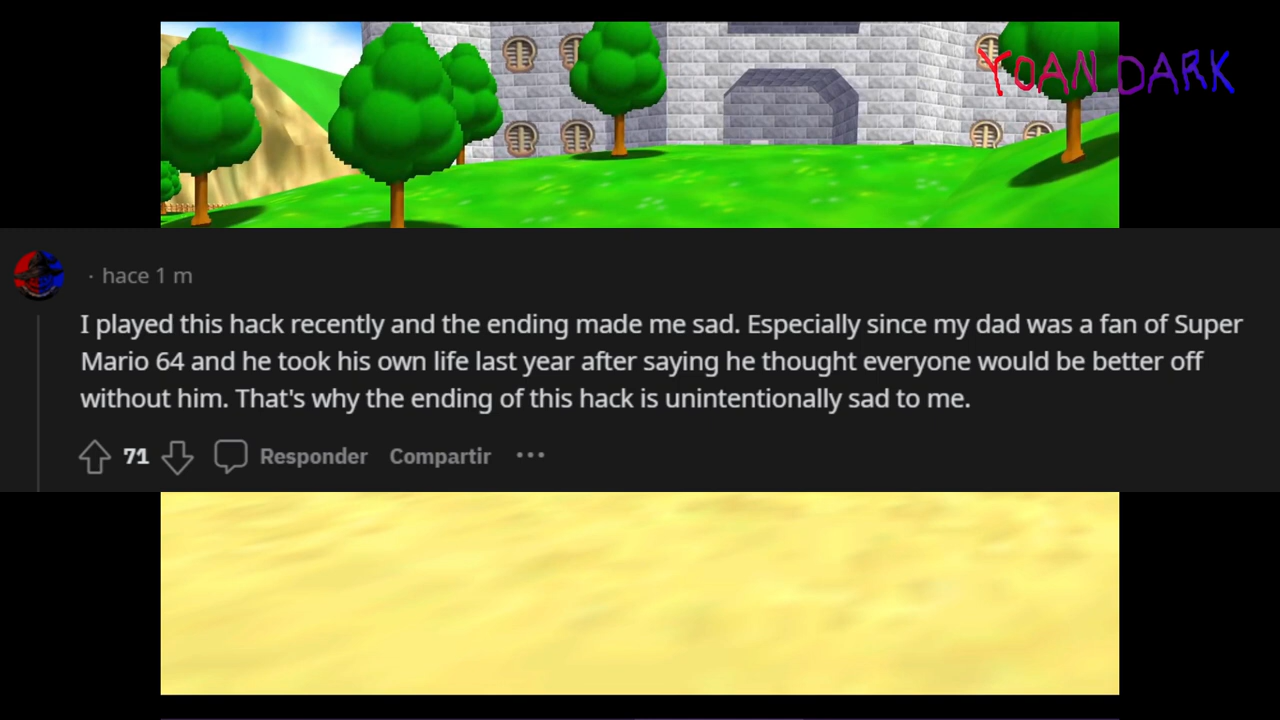 YOAN DARK
· hace 1 m
I played this hack recently and the ending made me sad. Especially since my dad was a fan of Super
Mario 64 and he took his own life last year after saying he thought everyone would be better off
without him. That's why the ending of this hack is unintentionally sad to me.
71 Responder Compartir ···